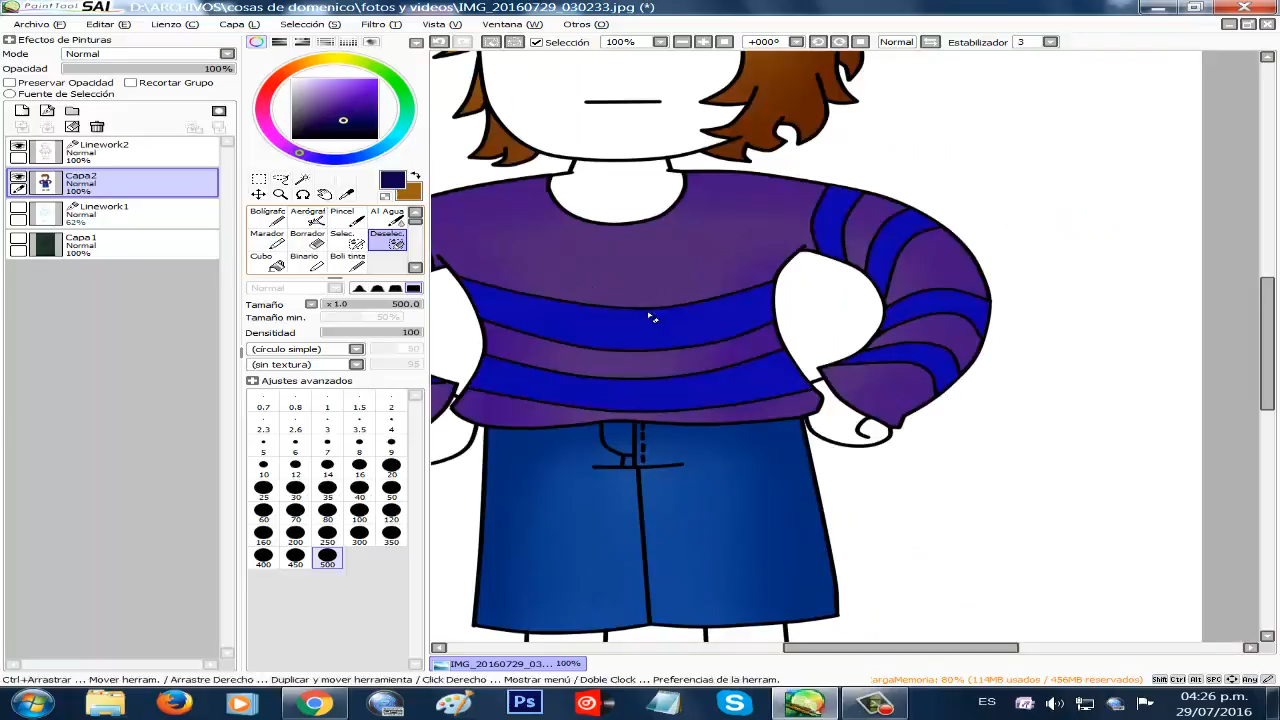 PaintTool SAI D:\ARCHIVOS\cosas de domenico\fotos y videos\IMG_20160729_030233.jpg (*)
Archivo (F) Editar (E) Lienzo (C) Capa (L) Selección (S) Filtro (T) Vista (V) Ventana (W) Otros (O)
Efectos de Pinturas
Selección 100% +000° Normal Estabilizador 3
Mode Normal
Opacidad 100%
Preservar Opacidad Recortar Grupo
Fuente de Selección
Linework2
Normal
100%
Capa2
Normal
100%
Linework1
Normal
62%
Capa1
Normal
100%
Bolígrafc Aerógraf Pincel Al Agua
Marador Borrador Selec. Deselec.
Cubo Binario Boli tinta
Normal
Tamaño x 1.0 500.0
Tamaño min. 50%
Densitidad 100
(círculo simple) 50
(sin textura) 95
Ajustes avanzados
0.7 0.8 1 1.5 2
2.3 2.6 3 3.5 4
5 6 7 8 9
10 12 14 16 20
25 30 35 40 50
60 70 80 100 120
160 200 250 300 350
400 450 500
IMG_20160729_03... 100%
Ctrl+Arrastrar ... Mover herram. / Arrastre Derecho ... Duplicar y mover herramienta / Click Derecho ... Mostrar menú / Doble Clock ... Preferencias de la herram.
CargaMemoria: 80% (114MB usados / 456MB reservados)
Shift Ctrl Alt SPC Any
Ps
ES
04:26 p.m.
29/07/2016